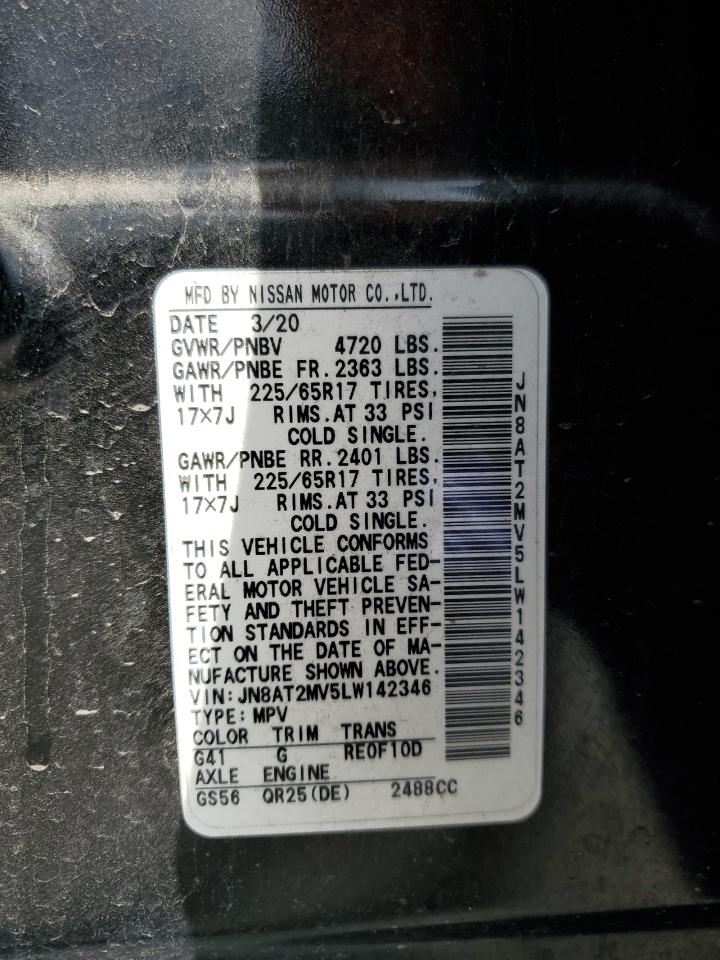 MFD BY NISSAN MOTOR CO.,LTD.
DATE 3/20
GVWR/PNBV 4720 LBS.
GAWR/PNBE FR. 2363 LBS.
WITH 225/65R17 TIRES,
17×7J RIMS. AT 33 PSI
COLD SINGLE.
GAWR/PNBE RR. 2401 LBS.
WITH 225/65R17 TIRES,
17×7J RIMS. AT 33 PSI
COLD SINGLE.
THIS VEHICLE CONFORMS
TO ALL APPLICABLE FED-
ERAL MOTOR VEHICLE SA-
FETY AND THEFT PREVEN-
TION STANDARDS IN EFF-
ECT ON THE DATE OF MA-
NUFACTURE SHOWN ABOVE.
VIN: JN8AT2MV5LW142346
TYPE: MPV
COLOR TRIM TRANS
G41 G RE0F10D
AXLE ENGINE
GS56 QR25(DE) 2488CC
JN8AT2MV5LW142346